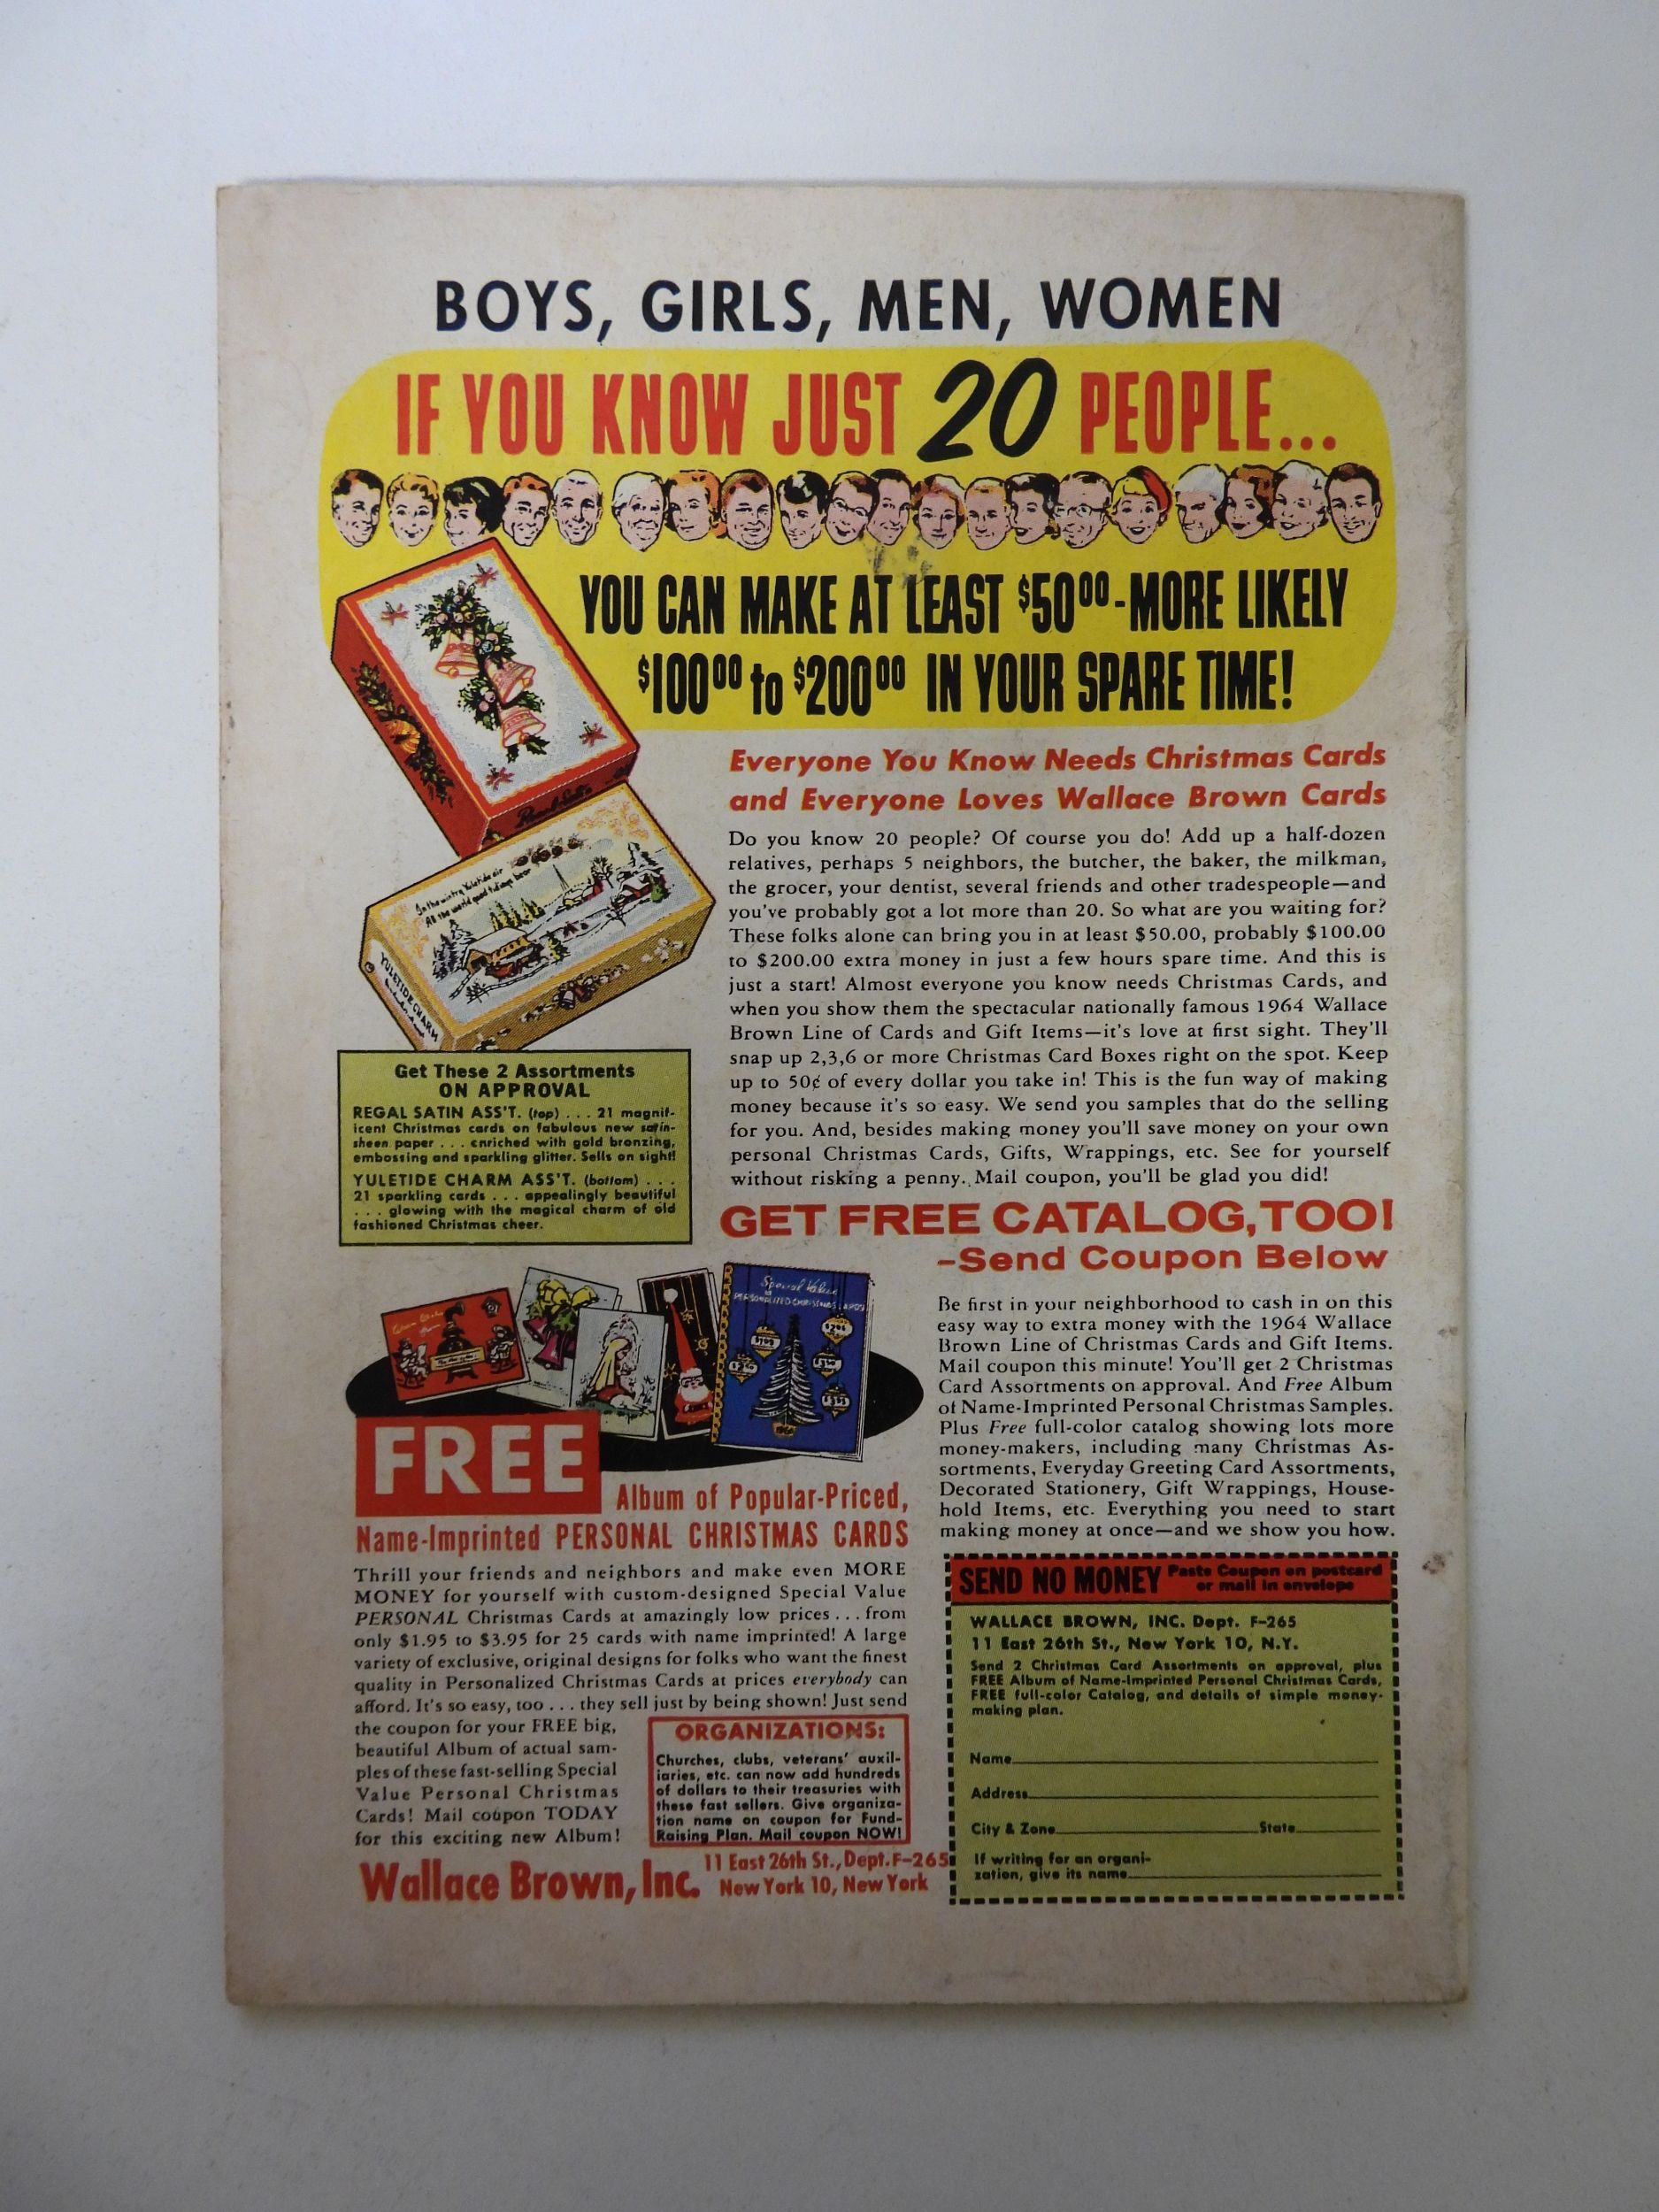 BOYS, GIRLS, MEN, WOMEN
IF YOU KNOW JUST 20 PEOPLE...
YOU CAN MAKE AT LEAST $50⁰⁰-MORE LIKELY
$100⁰⁰ to $200⁰⁰ IN YOUR SPARE TIME!
In the wintry Yuletide air
All the world good tidings bear
YULETIDE CHARM
Everyone You Know Needs Christmas Cards
and Everyone Loves Wallace Brown Cards
Do you know 20 people? Of course you do! Add up a half-dozen
relatives, perhaps 5 neighbors, the butcher, the baker, the milkman,
the grocer, your dentist, several friends and other tradespeople—and
you've probably got a lot more than 20. So what are you waiting for?
These folks alone can bring you in at least $50.00, probably $100.00
to $200.00 extra money in just a few hours spare time. And this is
just a start! Almost everyone you know needs Christmas Cards, and
when you show them the spectacular nationally famous 1964 Wallace
Brown Line of Cards and Gift Items—it's love at first sight. They'll
snap up 2,3,6 or more Christmas Card Boxes right on the spot. Keep
up to 50¢ of every dollar you take in! This is the fun way of making
money because it's so easy. We send you samples that do the selling
for you. And, besides making money you'll save money on your own
personal Christmas Cards, Gifts, Wrappings, etc. See for yourself
without risking a penny. Mail coupon, you'll be glad you did!
Get These 2 Assortments
ON APPROVAL
REGAL SATIN ASS'T. (top) . . . 21 magnif-
icent Christmas cards on fabulous new satin-
sheen paper . . . enriched with gold bronzing,
embossing and sparkling glitter. Sells on sight!
YULETIDE CHARM ASS'T. (bottom) . . .
21 sparkling cards . . . appealingly beautiful
. . . glowing with the magical charm of old
fashioned Christmas cheer.
GET FREE CATALOG, TOO!
–Send Coupon Below
Be first in your neighborhood to cash in on this
easy way to extra money with the 1964 Wallace
Brown Line of Christmas Cards and Gift Items.
Mail coupon this minute! You'll get 2 Christmas
Card Assortments on approval. And Free Album
of Name-Imprinted Personal Christmas Samples.
Plus Free full-color catalog showing lots more
money-makers, including many Christmas As-
sortments, Everyday Greeting Card Assortments,
Decorated Stationery, Gift Wrappings, House-
hold Items, etc. Everything you need to start
making money at once—and we show you how.
Special Value
PERSONALIZED CHRISTMAS CARDS
FREE
Album of Popular-Priced,
Name-Imprinted PERSONAL CHRISTMAS CARDS
Thrill your friends and neighbors and make even MORE
MONEY for yourself with custom-designed Special Value
PERSONAL Christmas Cards at amazingly low prices . . . from
only $1.95 to $3.95 for 25 cards with name imprinted! A large
variety of exclusive, original designs for folks who want the finest
quality in Personalized Christmas Cards at prices everybody can
afford. It's so easy, too . . . they sell just by being shown! Just send
the coupon for your FREE big,
beautiful Album of actual sam-
ples of these fast-selling Special
Value Personal Christmas
Cards! Mail coupon TODAY
for this exciting new Album!
ORGANIZATIONS:
Churches, clubs, veterans' auxil-
iaries, etc. can now add hundreds
of dollars to their treasuries with
these fast sellers. Give organiza-
tion name on coupon for Fund-
Raising Plan. Mail coupon NOW!
Wallace Brown, Inc. 11 East 26th St., Dept. F–265
New York 10, New York
SEND NO MONEY Paste Coupon on postcard
or mail in envelope
WALLACE BROWN, INC. Dept. F–265
11 East 26th St., New York 10, N.Y.
Send 2 Christmas Card Assortments on approval, plus
FREE Album of Name-Imprinted Personal Christmas Cards,
FREE full-color Catalog, and details of simple money-
making plan.
Name
Address
City & Zone State
If writing for an organi-
zation, give its name